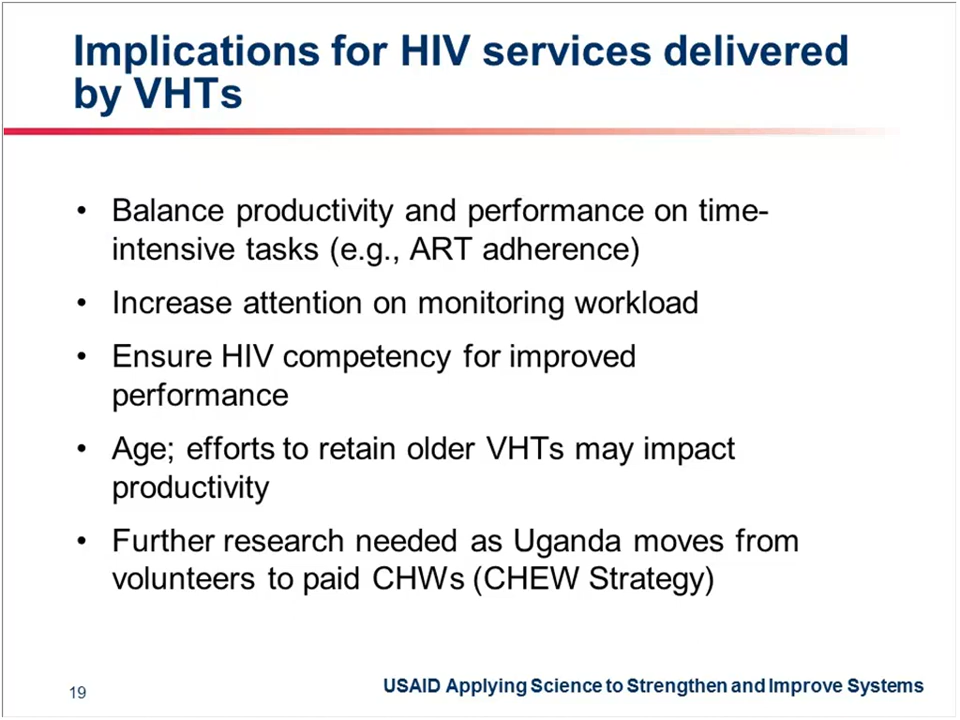 Implications for HIV services delivered
by VHTs
• Balance productivity and performance on time-
intensive tasks (e.g., ART adherence)
• Increase attention on monitoring workload
• Ensure HIV competency for improved
performance
• Age; efforts to retain older VHTs may impact
productivity
• Further research needed as Uganda moves from
volunteers to paid CHWs (CHEW Strategy)
19
USAID Applying Science to Strengthen and Improve Systems